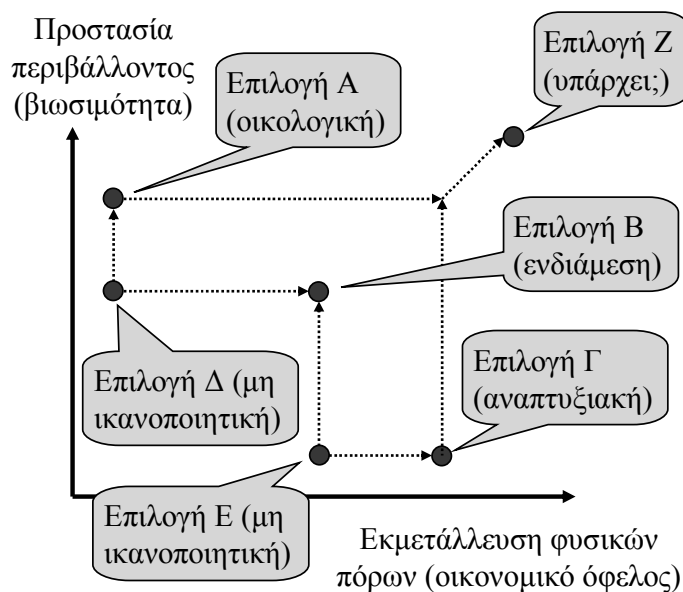 Προστασία
περιβάλλοντος
(βιωσιμότητα)
Επιλογή Α
(οικολογική)
Επιλογή Ζ
(υπάρχει;)
Επιλογή Β
(ενδιάμεση)
Επιλογή Δ (μη
ικανοποιητική)
Επιλογή Γ
(αναπτυξιακή)
Επιλογή Ε (μη
ικανοποιητική)
Εκμετάλλευση φυσικών
πόρων (οικονομικό όφελος)